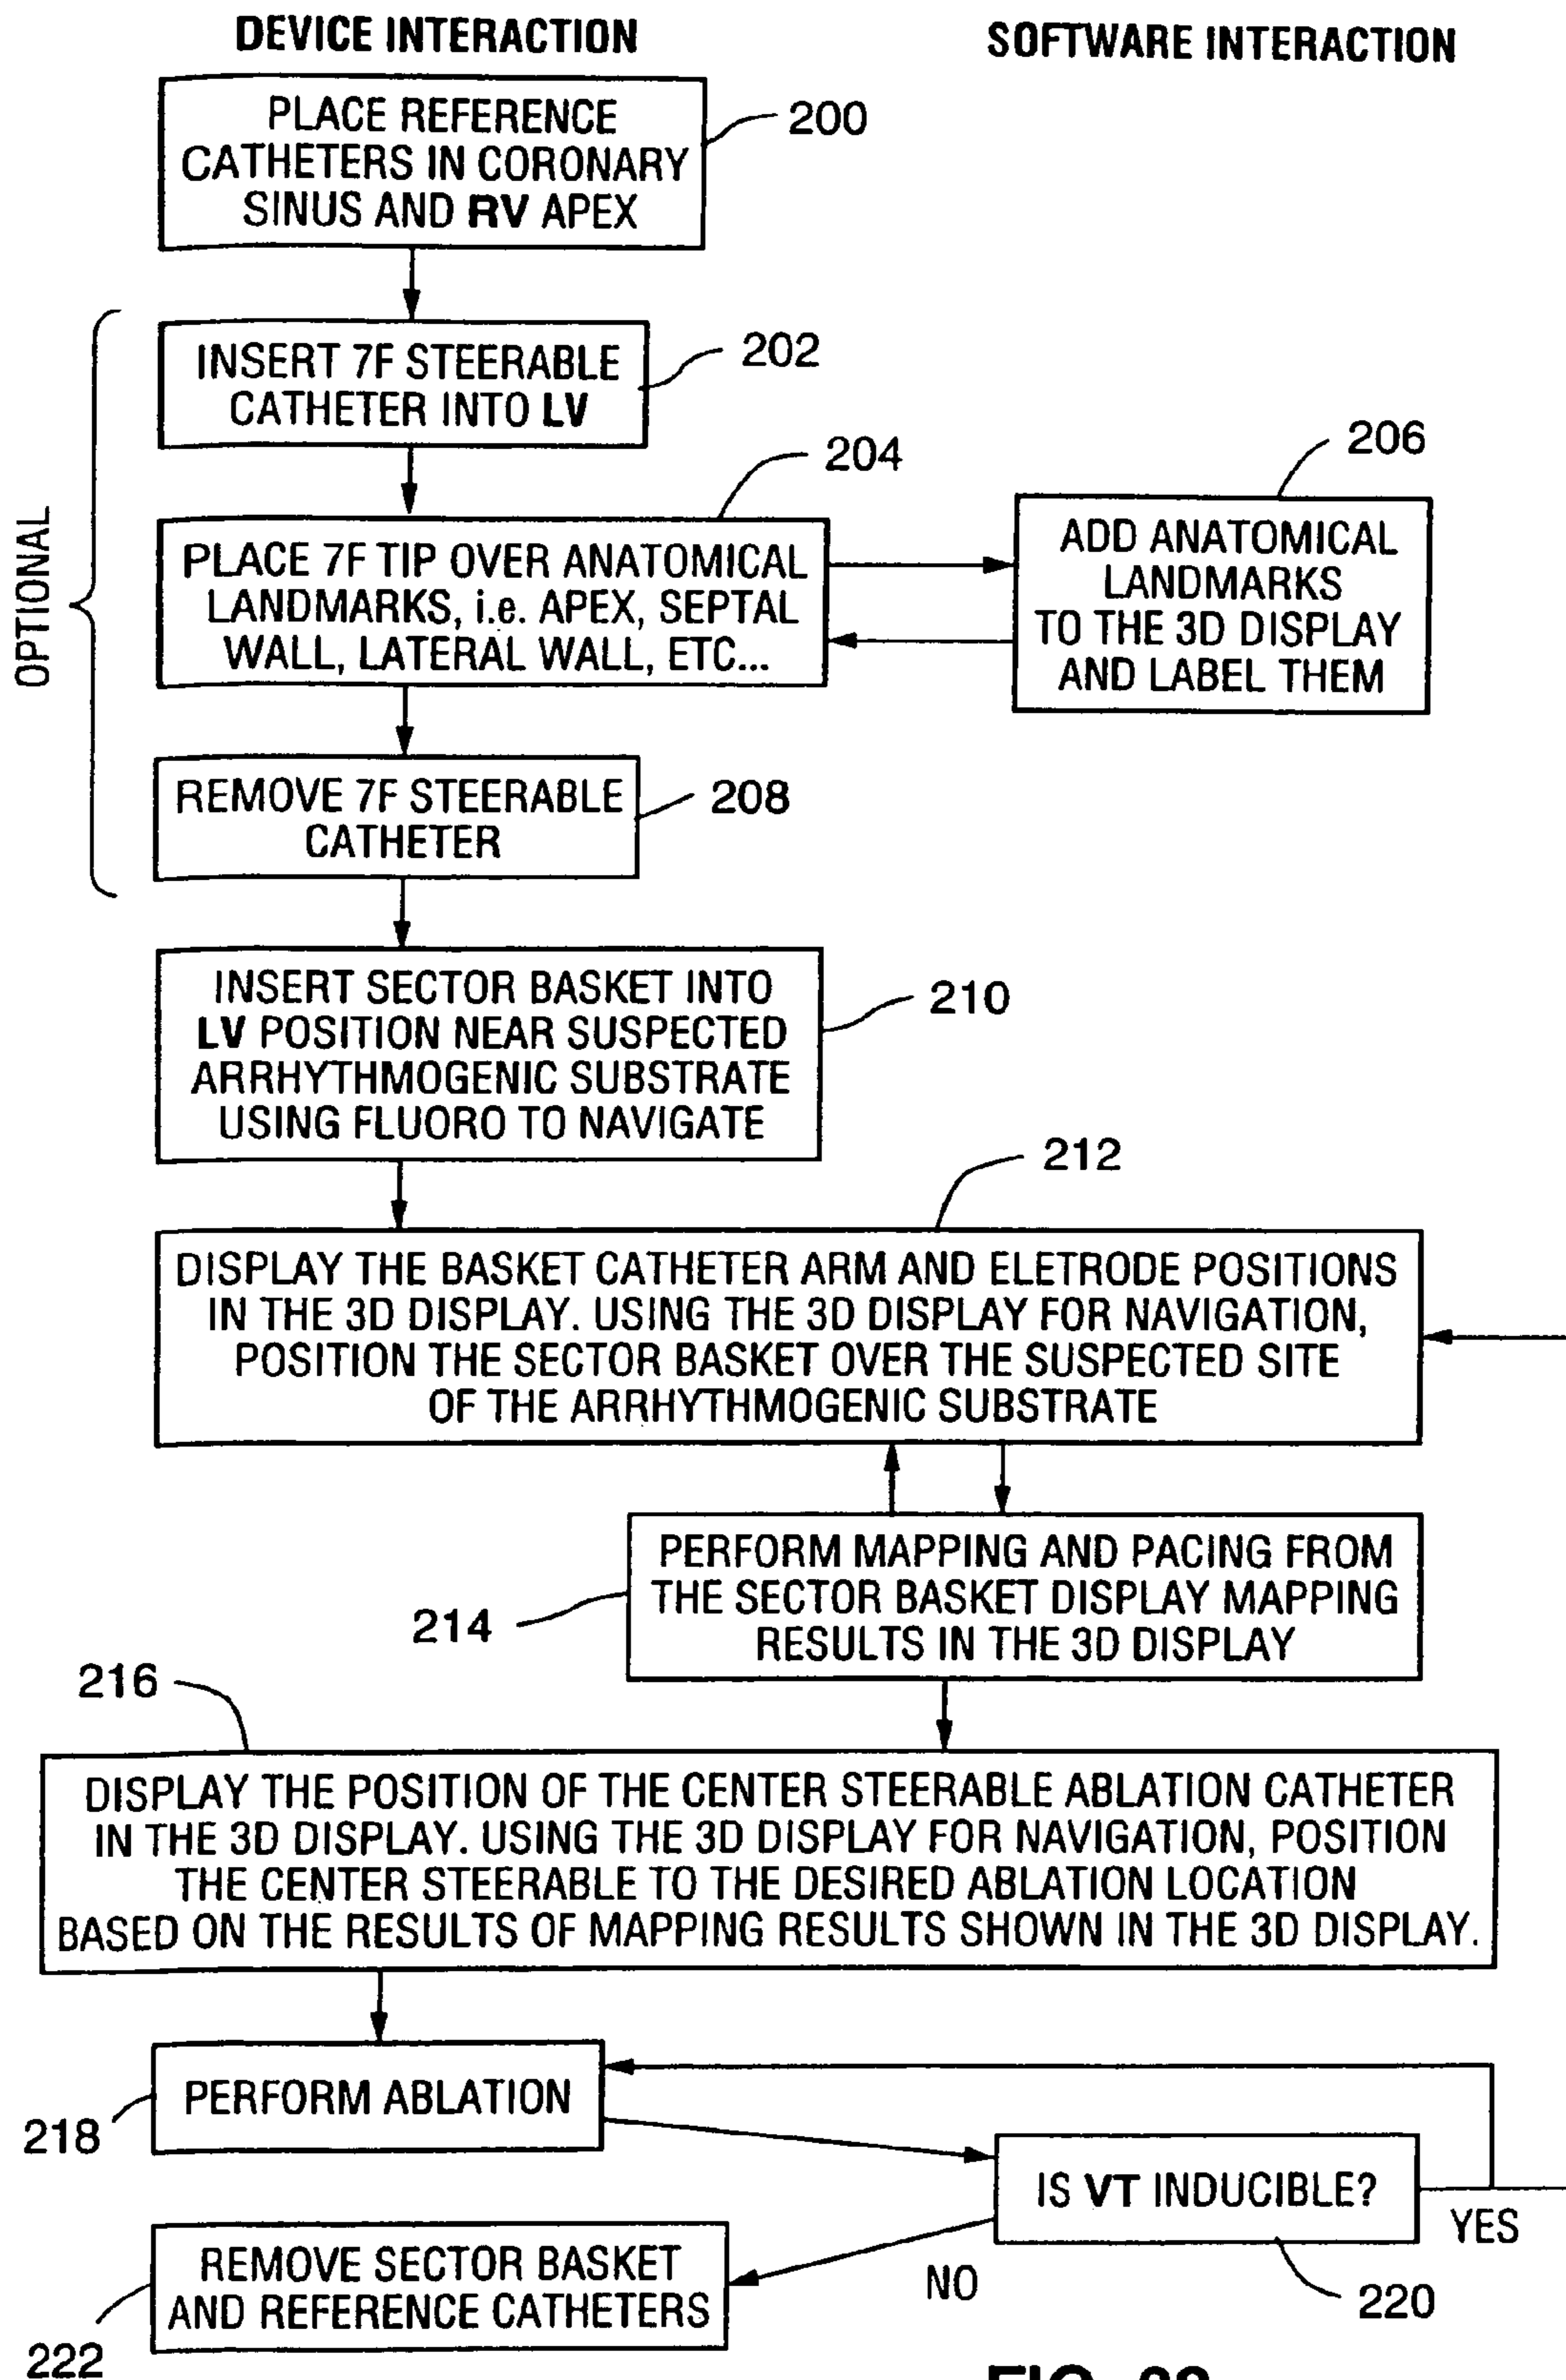 DEVICE INTERACTION
SOFTWARE INTERACTION
PLACE REFERENCE
CATHETERS IN CORONARY
SINUS AND RV APEX
200
OPTIONAL
INSERT 7F STEERABLE
CATHETER INTO LV
202
PLACE 7F TIP OVER ANATOMICAL
LANDMARKS, i.e. APEX, SEPTAL
WALL, LATERAL WALL, ETC...
204
ADD ANATOMICAL
LANDMARKS
TO THE 3D DISPLAY
AND LABEL THEM
206
REMOVE 7F STEERABLE
CATHETER
208
INSERT SECTOR BASKET INTO
LV POSITION NEAR SUSPECTED
ARRHYTHMOGENIC SUBSTRATE
USING FLUORO TO NAVIGATE
210
212
DISPLAY THE BASKET CATHETER ARM AND ELETRODE POSITIONS
IN THE 3D DISPLAY. USING THE 3D DISPLAY FOR NAVIGATION,
POSITION THE SECTOR BASKET OVER THE SUSPECTED SITE
OF THE ARRHYTHMOGENIC SUBSTRATE
PERFORM MAPPING AND PACING FROM
THE SECTOR BASKET DISPLAY MAPPING
RESULTS IN THE 3D DISPLAY
214
216
DISPLAY THE POSITION OF THE CENTER STEERABLE ABLATION CATHETER
IN THE 3D DISPLAY. USING THE 3D DISPLAY FOR NAVIGATION, POSITION
THE CENTER STEERABLE TO THE DESIRED ABLATION LOCATION
BASED ON THE RESULTS OF MAPPING RESULTS SHOWN IN THE 3D DISPLAY.
PERFORM ABLATION
218
IS VT INDUCIBLE?
YES
NO
220
REMOVE SECTOR BASKET
AND REFERENCE CATHETERS
222
FIG.